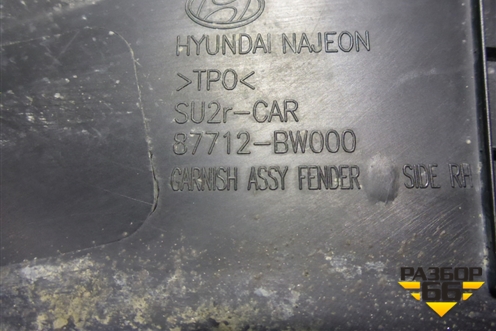 HYUNDAI NAJEON
>TPO<
SU2r-CAR
87712-BW000
GARNISH ASSY FENDER SIDE RH
РАЗБОР
66